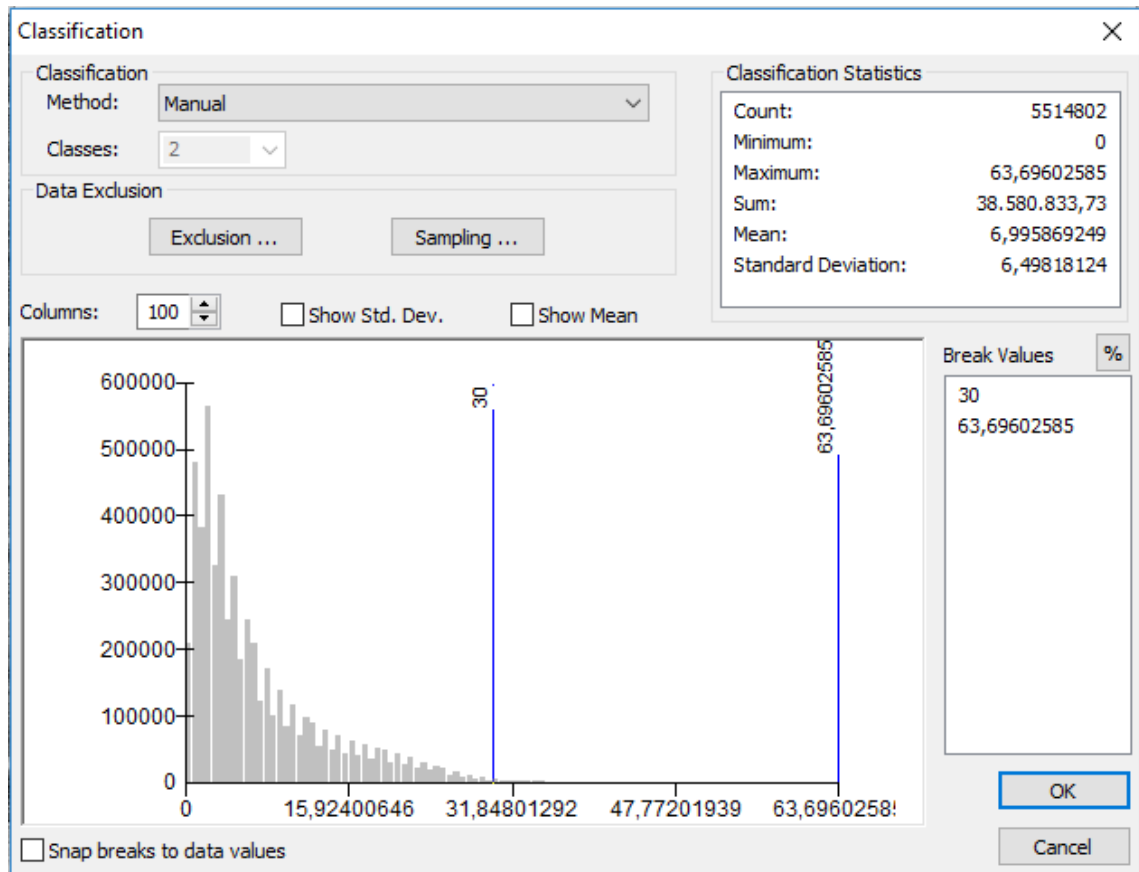 Classification
Classification
Method: Manual
Classes: 2
Data Exclusion
Exclusion ... Sampling ...
Classification Statistics
Count: 5514802
Minimum: 0
Maximum: 63,69602585
Sum: 38.580.833,73
Mean: 6,995869249
Standard Deviation: 6,49818124
Columns: 100 Show Std. Dev. Show Mean
600000
500000
400000
300000
200000
100000
0
30
63,69602585
0 15,92400646 31,84801292 47,77201939 63,69602585
Break Values %
30
63,69602585
OK
Cancel
Snap breaks to data values